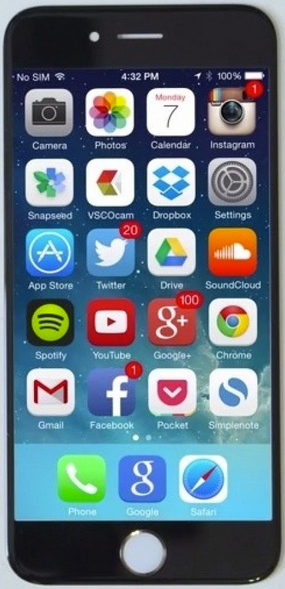 No SIM 4:32 PM 100%
Monday 1
7
Camera Photos Calendar Instagram
Snapseed VSCOcam Dropbox Settings
20
App Store Twitter Drive SoundCloud
100
g+
Spotify YouTube Google+ Chrome
1
f
Gmail Facebook Pocket Simplenote
g
Phone Google Safari